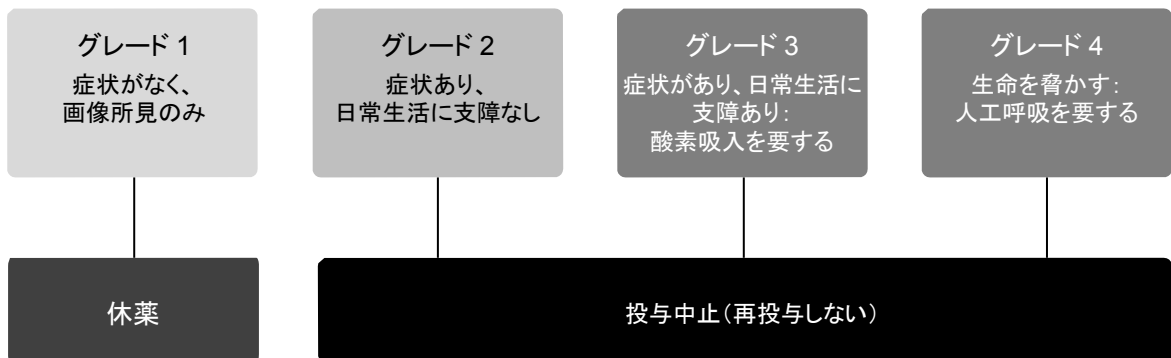 グレード 1
症状がなく、
画像所見のみ
グレード 2
症状あり、
日常生活に支障なし
グレード 3
症状があり、日常生活に
支障あり:
酸素吸入を要する
グレード 4
生命を脅かす:
人工呼吸を要する
休薬
投与中止(再投与しない)